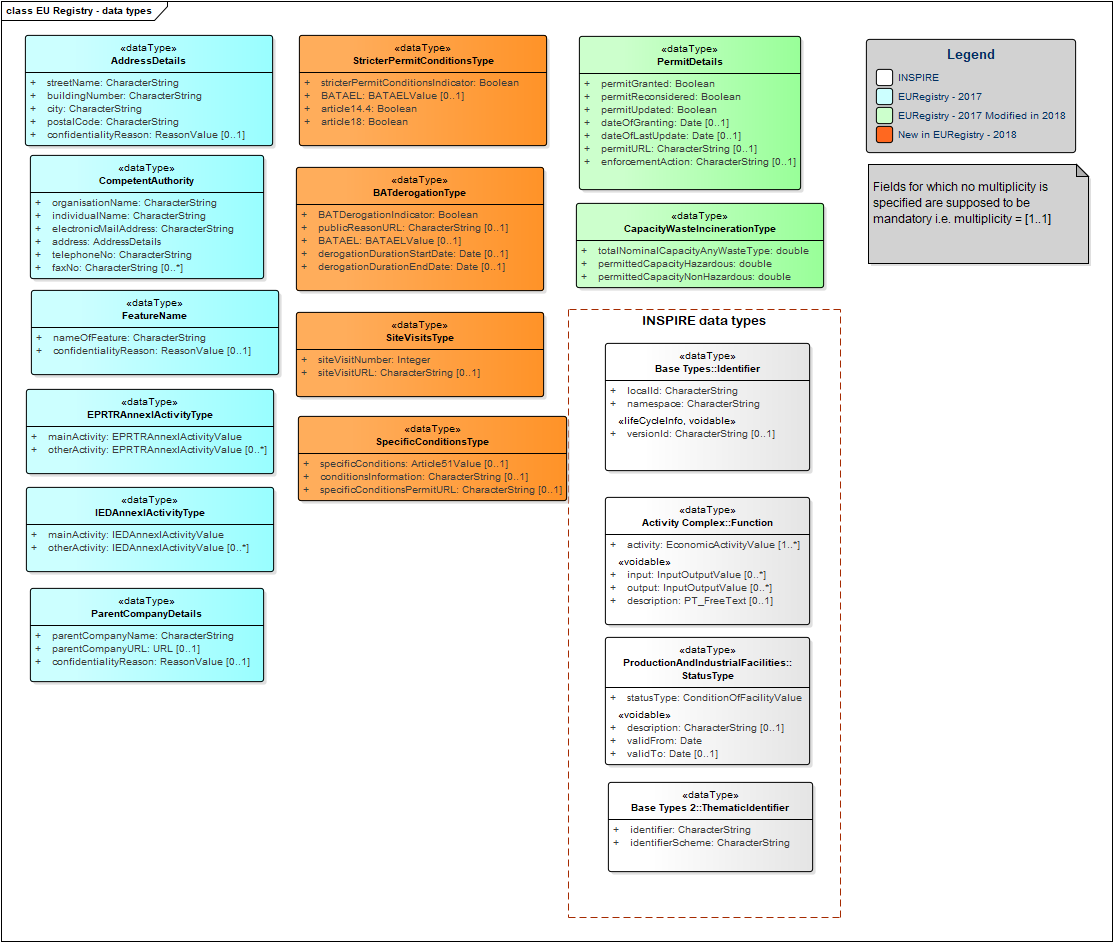 class EU Registry - data types
«dataType»
AddressDetails
+ streetName: CharacterString
+ buildingNumber: CharacterString
+ city: CharacterString
+ postalCode: CharacterString
+ confidentialityReason: ReasonValue [0..1]
«dataType»
CompetentAuthority
+ organisationName: CharacterString
+ individualName: CharacterString
+ electronicMailAddress: CharacterString
+ address: AddressDetails
+ telephoneNo: CharacterString
+ faxNo: CharacterString [0..*]
«dataType»
FeatureName
+ nameOfFeature: CharacterString
+ confidentialityReason: ReasonValue [0..1]
«dataType»
EPRTRAnnexIActivityType
+ mainActivity: EPRTRAnnexIActivityValue
+ otherActivity: EPRTRAnnexIActivityValue [0..*]
«dataType»
IEDAnnexIActivityType
+ mainActivity: IEDAnnexIActivityValue
+ otherActivity: IEDAnnexIActivityValue [0..*]
«dataType»
ParentCompanyDetails
+ parentCompanyName: CharacterString
+ parentCompanyURL: URL [0..1]
+ confidentialityReason: ReasonValue [0..1]
«dataType»
StricterPermitConditionsType
+ stricterPermitConditionsIndicator: Boolean
+ BATAEL: BATAELValue [0..1]
+ article14.4: Boolean
+ article18: Boolean
«dataType»
BATderogationType
+ BATDerogationIndicator: Boolean
+ publicReasonURL: CharacterString [0..1]
+ BATAEL: BATAELValue [0..1]
+ derogationDurationStartDate: Date [0..1]
+ derogationDurationEndDate: Date [0..1]
«dataType»
SiteVisitsType
+ siteVisitNumber: Integer
+ siteVisitURL: CharacterString [0..1]
«dataType»
SpecificConditionsType
+ specificConditions: Article51Value [0..1]
+ conditionsInformation: CharacterString [0..1]
+ specificConditionsPermitURL: CharacterString [0..1]
«dataType»
PermitDetails
+ permitGranted: Boolean
+ permitReconsidered: Boolean
+ permitUpdated: Boolean
+ dateOfGranting: Date [0..1]
+ dateOfLastUpdate: Date [0..1]
+ permitURL: CharacterString [0..1]
+ enforcementAction: CharacterString [0..1]
«dataType»
CapacityWasteIncinerationType
+ totalNominalCapacityAnyWasteType: double
+ permittedCapacityHazardous: double
+ permittedCapacityNonHazardous: double
INSPIRE data types
«dataType»
Base Types::Identifier
+ localId: CharacterString
+ namespace: CharacterString
«lifeCycleInfo, voidable»
+ versionId: CharacterString [0..1]
«dataType»
Activity Complex::Function
+ activity: EconomicActivityValue [1..*]
«voidable»
+ input: InputOutputValue [0..*]
+ output: InputOutputValue [0..*]
+ description: PT_FreeText [0..1]
«dataType»
ProductionAndIndustrialFacilities::
StatusType
+ statusType: ConditionOfFacilityValue
«voidable»
+ description: CharacterString [0..1]
+ validFrom: Date
+ validTo: Date [0..1]
«dataType»
Base Types 2::ThematicIdentifier
+ identifier: CharacterString
+ identifierScheme: CharacterString
Legend
INSPIRE
EURegistry - 2017
EURegistry - 2017 Modified in 2018
New in EURegistry - 2018
Fields for which no multiplicity is
specified are supposed to be
mandatory i.e. multiplicity = [1..1]